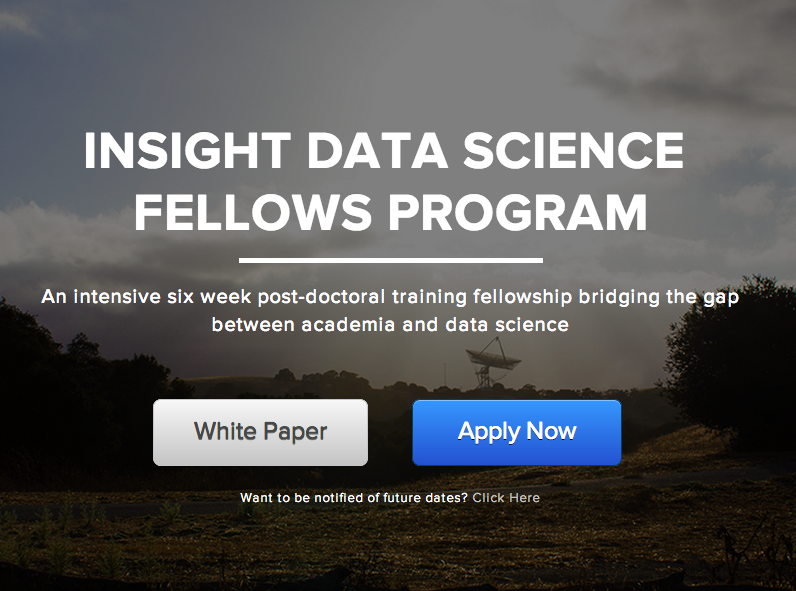 INSIGHT DATA SCIENCE
FELLOWS PROGRAM
An intensive six week post-doctoral training fellowship bridging the gap
between academia and data science
White Paper
Apply Now
Want to be notified of future dates? Click Here